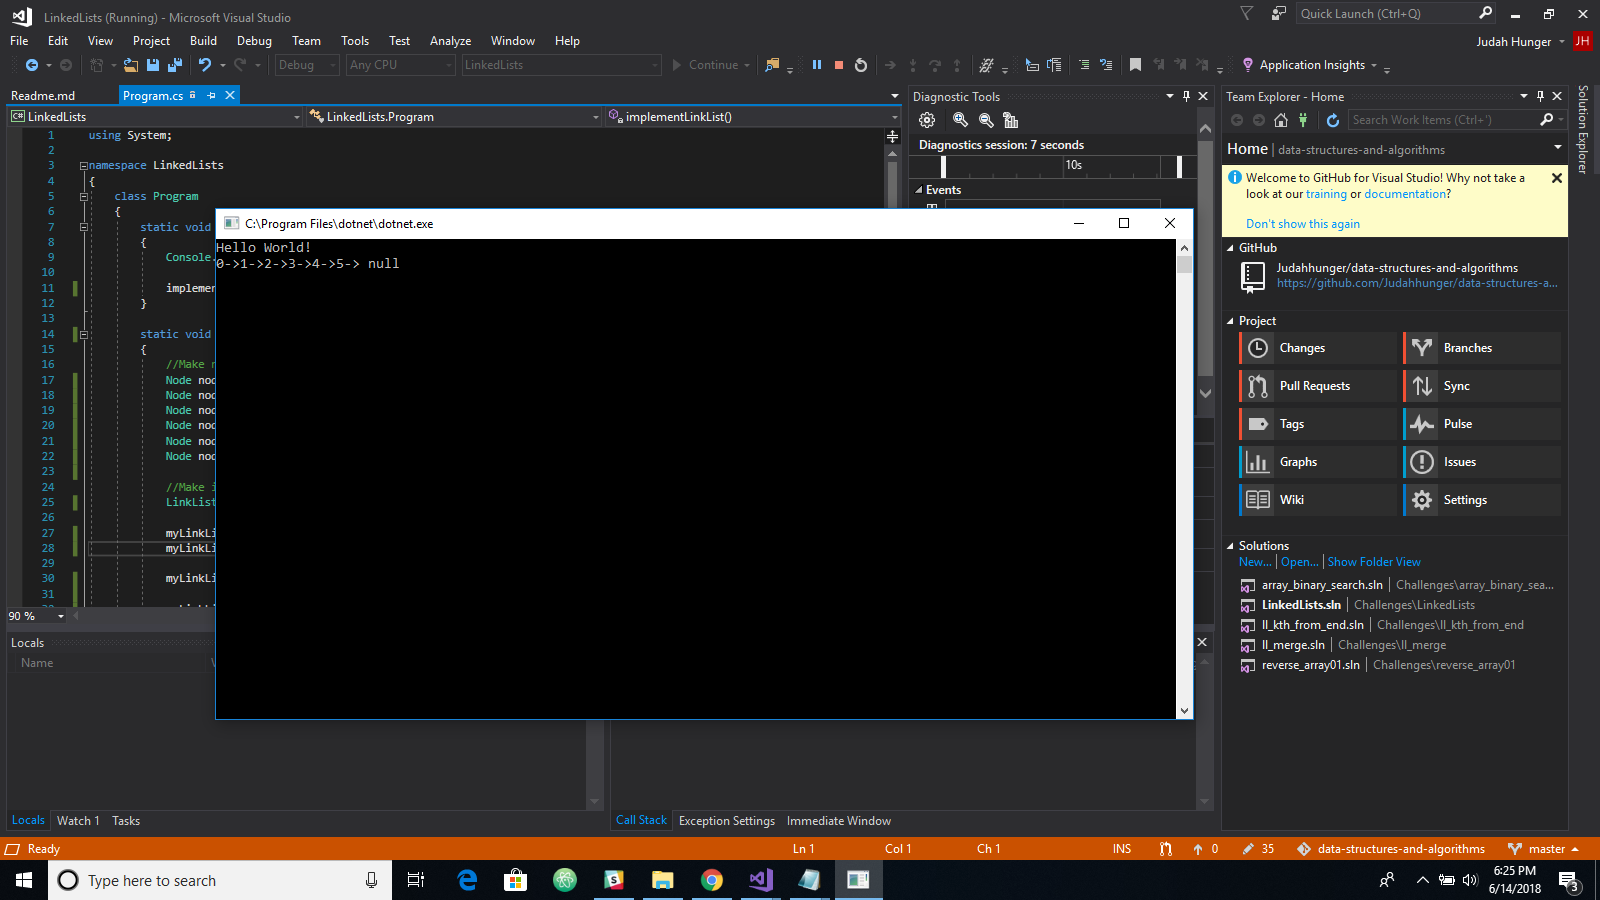 LinkedLists (Running) - Microsoft Visual Studio
Quick Launch (Ctrl+Q)
File Edit View Project Build Debug Team Tools Test Analyze Window Help
Judah Hunger JH
Debug Any CPU LinkedLists Continue Application Insights
Readme.md Program.cs
LinkedLists LinkedLists.Program implementLinkList()
1 using System;
2
3 namespace LinkedLists
4 {
5 class Program
6 {
7 static void
8 {
9 Console.
10
11 implemen
12 }
13
14 static void
15 {
16 //Make n
17 Node nod
18 Node nod
19 Node nod
20 Node nod
21 Node nod
22 Node nod
23
24 //Make i
25 LinkList
26
27 myLinkLi
28 myLinkLi
29
30 myLinkLi
31
90 %
C:\Program Files\dotnet\dotnet.exe
Hello World!
0->1->2->3->4->5-> null
Diagnostic Tools
Diagnostics session: 7 seconds
10s
Events
Team Explorer - Home
Search Work Items (Ctrl+')
Home | data-structures-and-algorithms
Welcome to GitHub for Visual Studio! Why not take a
look at our training or documentation?
Don't show this again
GitHub
Judahhunger/data-structures-and-algorithms
https://github.com/Judahhunger/data-structures-a...
Project
Changes Branches
Pull Requests Sync
Tags Pulse
Graphs Issues
Wiki Settings
Solutions
New... | Open... | Show Folder View
array_binary_search.sln | Challenges\array_binary_sea...
LinkedLists.sln | Challenges\LinkedLists
ll_kth_from_end.sln | Challenges\ll_kth_from_end
ll_merge.sln | Challenges\ll_merge
reverse_array01.sln | Challenges\reverse_array01
Solution Explorer
Locals
Name
Locals Watch 1 Tasks
Call Stack Exception Settings Immediate Window
Ready Ln 1 Col 1 Ch 1 INS 0 35 data-structures-and-algorithms master
Type here to search
6:25 PM
6/14/2018
3